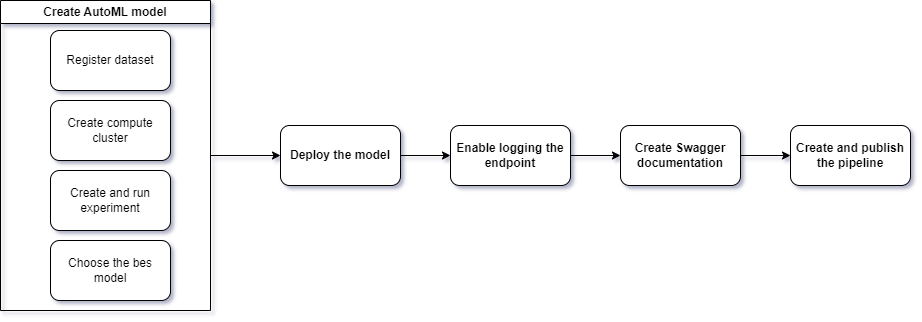 Create AutoML model
Register dataset
Create compute
cluster
Create and run
experiment
Choose the bes
model
Deploy the model
Enable logging the
endpoint
Create Swagger
documentation
Create and publish
the pipeline